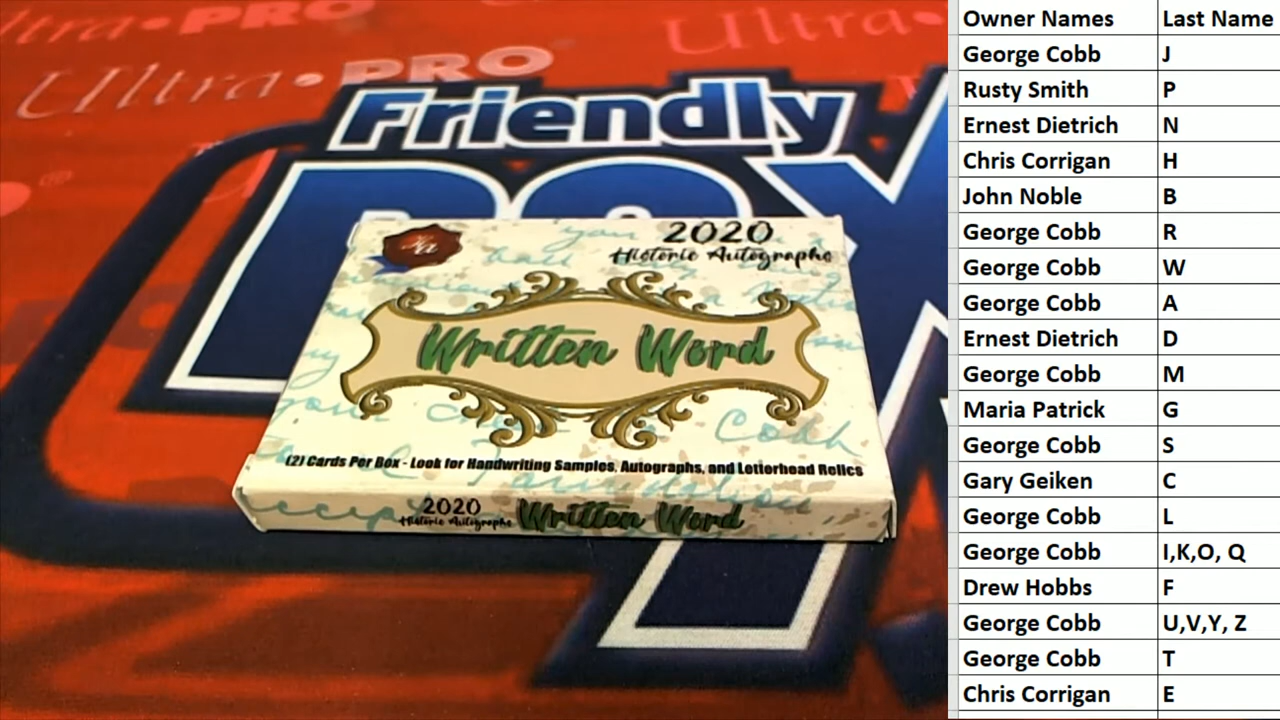 Ultra•PRO
Ultra•
Ultra•PRO
Friendly
BOX
2020
Historic Autographs
Written Word
Cobb
(2) Cards Per Box - Look for Handwriting Samples, Autographs, and Letterhead Relics
2020
Historic Autographs
Written Word
Owner Names Last Name
George Cobb J
Rusty Smith P
Ernest Dietrich N
Chris Corrigan H
John Noble B
George Cobb R
George Cobb W
George Cobb A
Ernest Dietrich D
George Cobb M
Maria Patrick G
George Cobb S
Gary Geiken C
George Cobb L
George Cobb I,K,O, Q
Drew Hobbs F
George Cobb U,V,Y, Z
George Cobb T
Chris Corrigan E